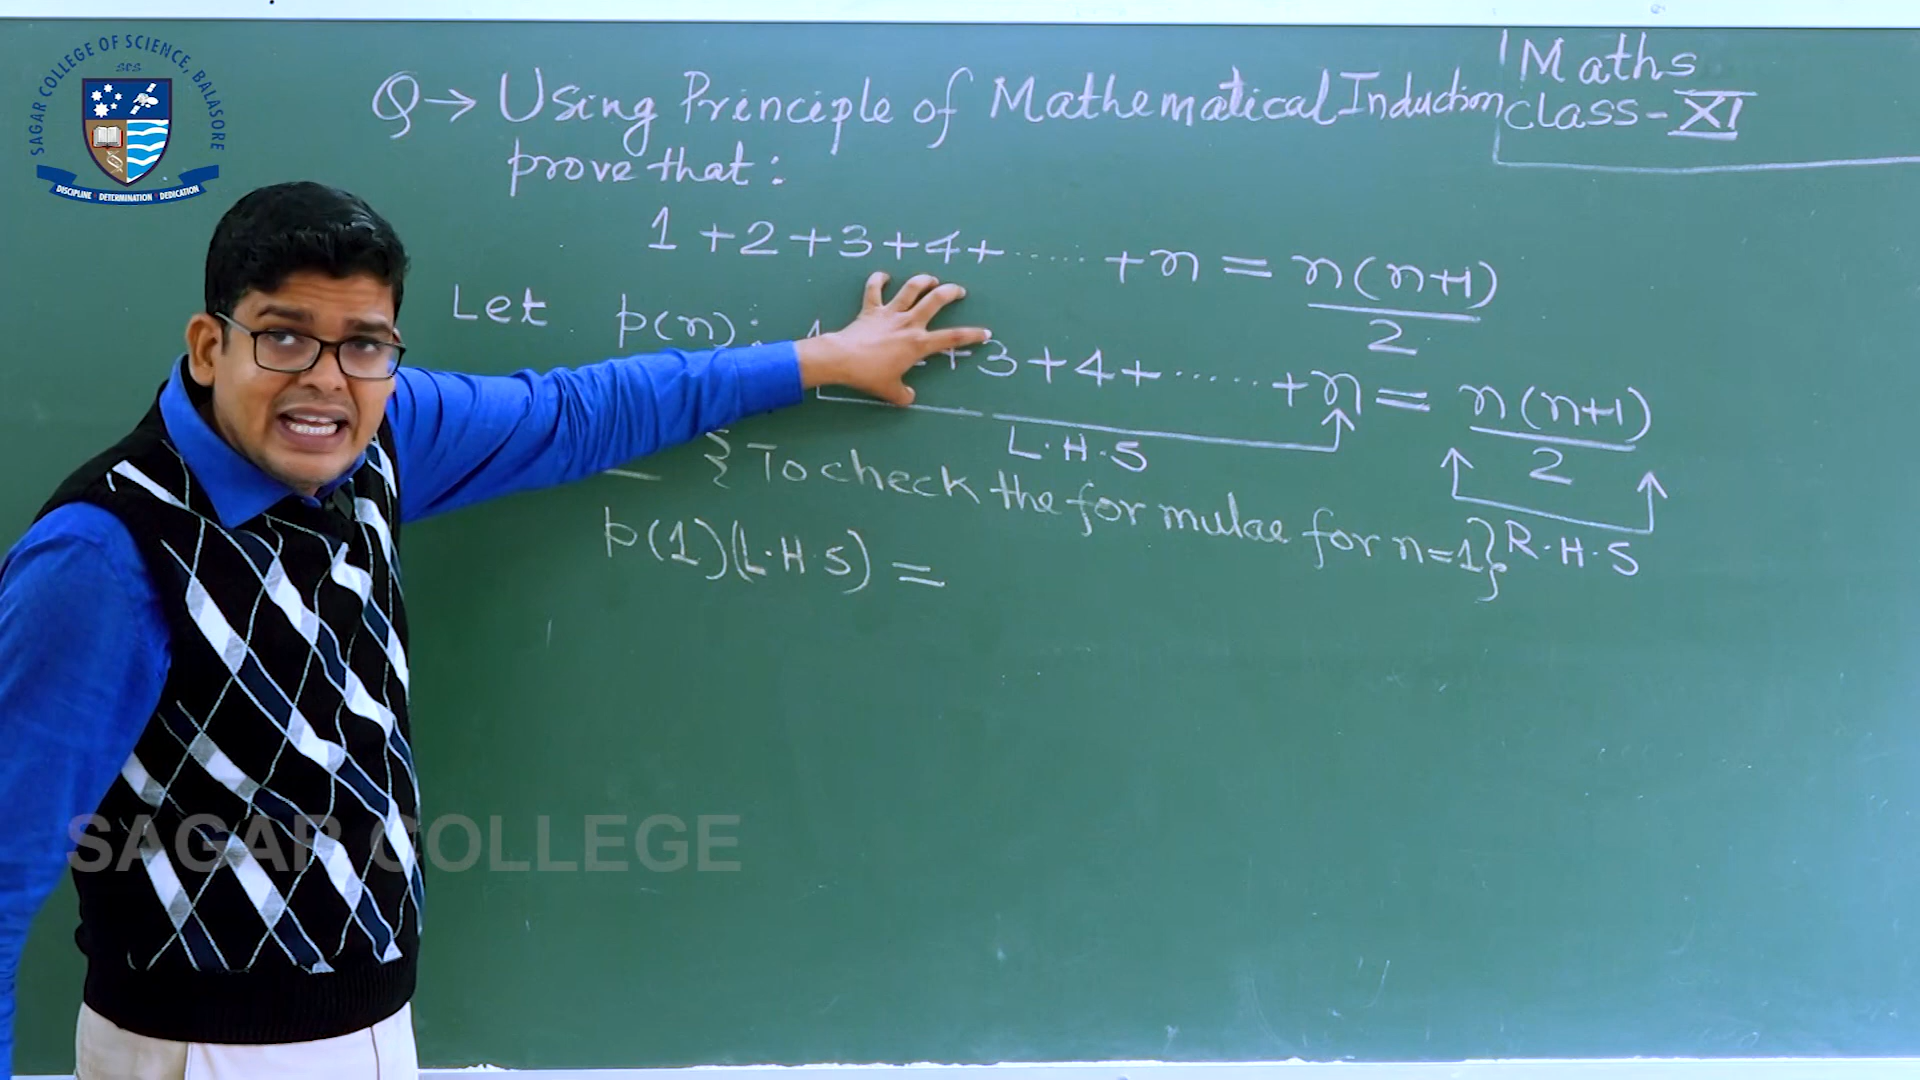 SAGAR COLLEGE OF SCIENCE, BALASORE
SCS
DISCIPLINE DETERMINATION DEDICATION
Maths
class-XI
Q→ Using Principle of Mathematical Induction
prove that:
1+2+3+4+......+n = n(n+1)/2
Let p(n): +3+4+......+n = n(n+1)/2
L.H.S
R.H.S
{To check the formulae for n=1}
p(1)(L.H.S) =
SAGAR COLLEGE